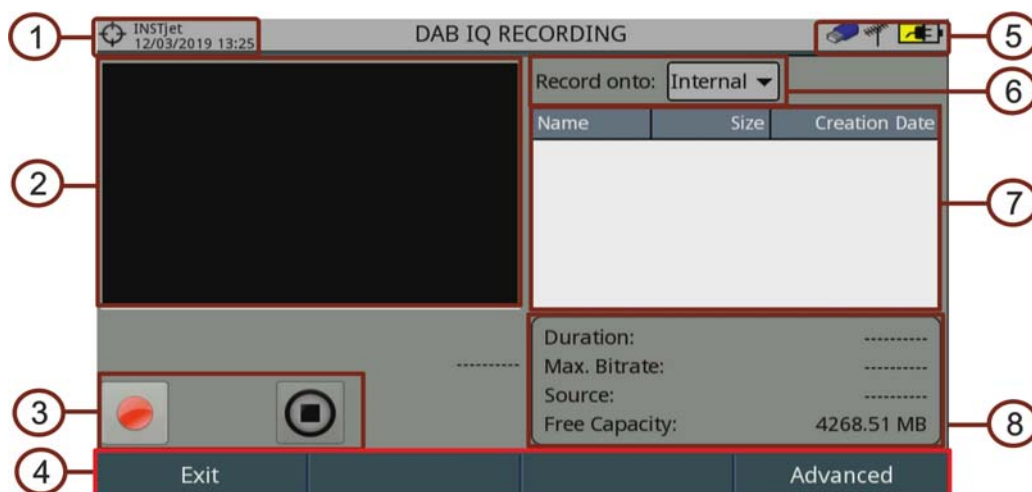 1
INSTjet
12/03/2019 13:25
DAB IQ RECORDING
5
2
Record onto: Internal
6
Name Size Creation Date
7
----------
Duration: ----------
Max. Bitrate: ----------
Source: ----------
Free Capacity: 4268.51 MB
8
3
4
Exit Advanced